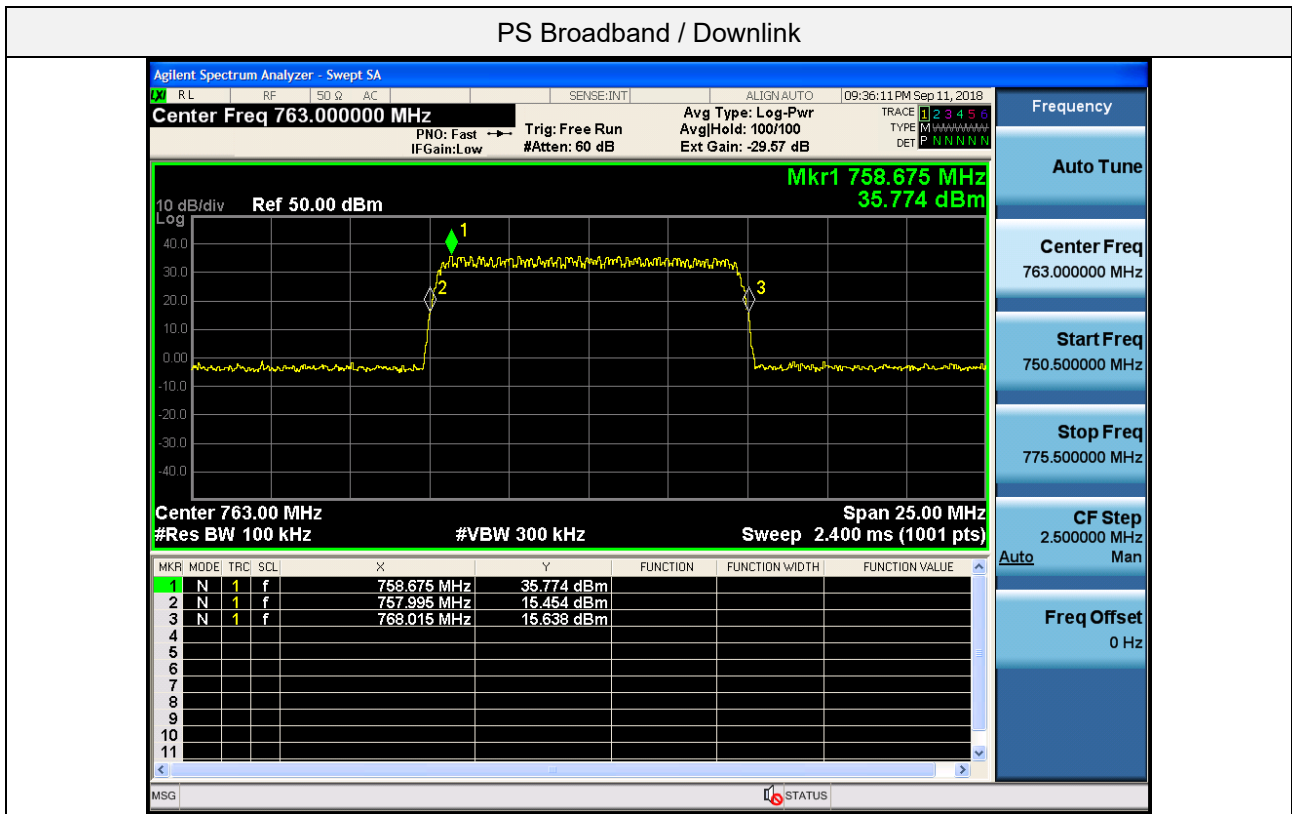 PS Broadband / Downlink
Agilent Spectrum Analyzer - Swept SA
LXI RL RF 50 Ω AC SENSE:INT ALIGN AUTO 09:36:11 PM Sep 11, 2018
Center Freq 763.000000 MHz
PNO: Fast
IFGain:Low
Trig: Free Run
#Atten: 60 dB
Avg Type: Log-Pwr
Avg|Hold: 100/100
Ext Gain: -29.57 dB
TRACE 1 2 3 4 5 6
TYPE M
DET P N N N N N
Mkr1 758.675 MHz
35.774 dBm
10 dB/div Ref 50.00 dBm
Log
40.0
30.0
20.0
10.0
0.00
-10.0
-20.0
-30.0
-40.0
1
2
3
Center 763.00 MHz Span 25.00 MHz
#Res BW 100 kHz #VBW 300 kHz Sweep 2.400 ms (1001 pts)
MKR MODE TRC SCL X Y FUNCTION FUNCTION WIDTH FUNCTION VALUE
1 N 1 f 758.675 MHz 35.774 dBm
2 N 1 f 757.995 MHz 15.454 dBm
3 N 1 f 768.015 MHz 15.638 dBm
4
5
6
7
8
9
10
11
MSG STATUS
Frequency
Auto Tune
Center Freq
763.000000 MHz
Start Freq
750.500000 MHz
Stop Freq
775.500000 MHz
CF Step
2.500000 MHz
Auto Man
Freq Offset
0 Hz